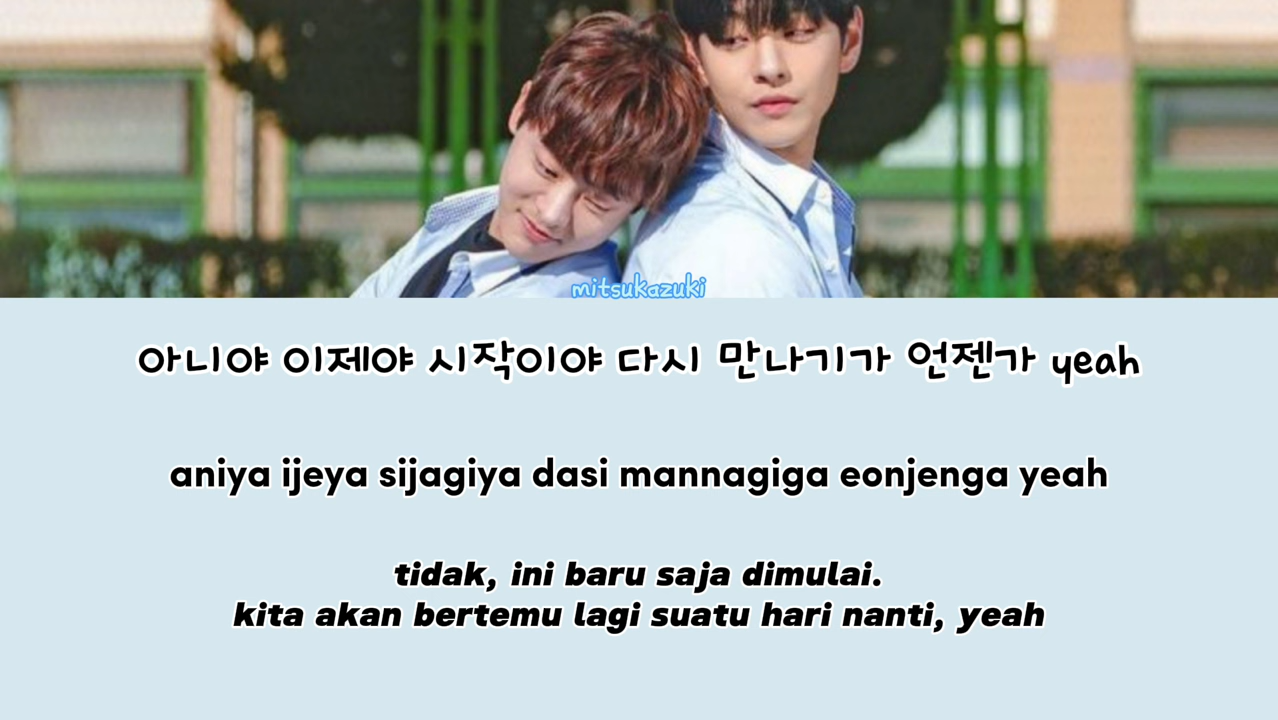 mitsukazuki
아니야 이제야 시작이야 다시 만나기가 언젠가 yeah
aniya ijeya sijagiya dasi mannagiga eonjenga yeah
tidak, ini baru saja dimulai.
kita akan bertemu lagi suatu hari nanti, yeah